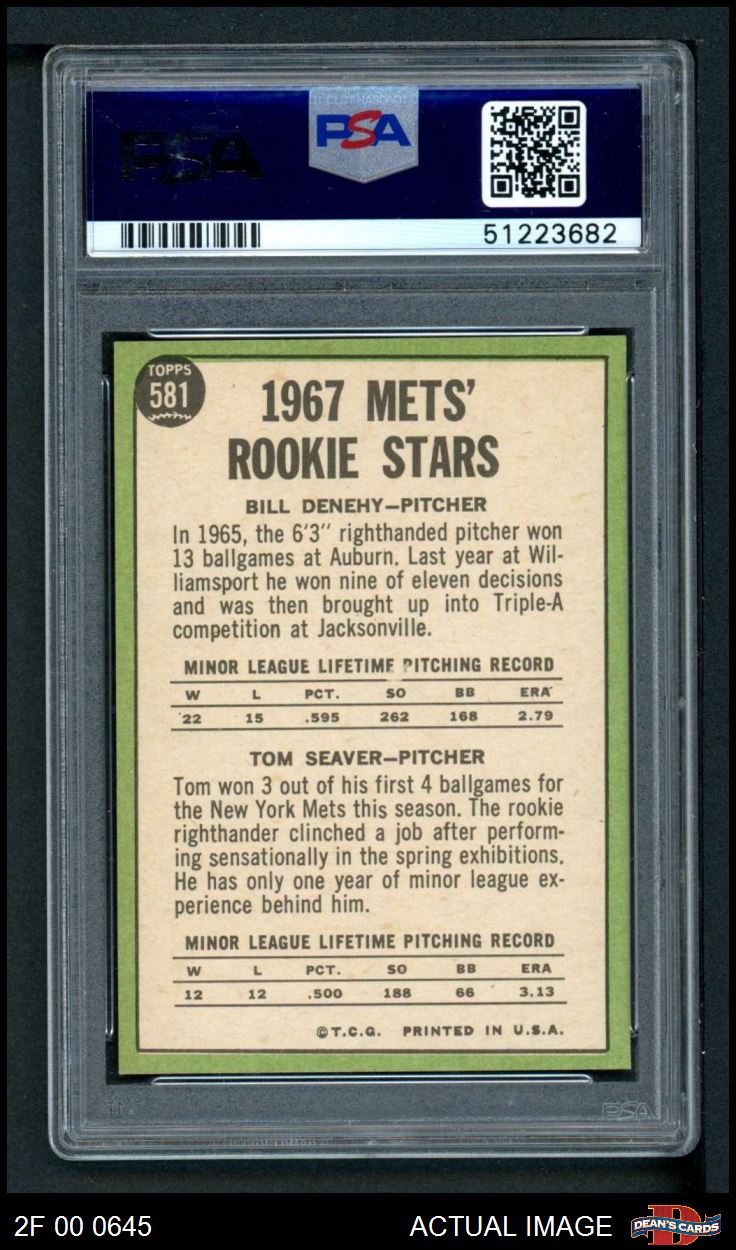 PSA
PSA
51223682
TOPPS
581
1967 METS'
ROOKIE STARS
BILL DENEHY—PITCHER
In 1965, the 6'3'' righthanded pitcher won
13 ballgames at Auburn. Last year at Wil-
liamsport he won nine of eleven decisions
and was then brought up into Triple-A
competition at Jacksonville.
MINOR LEAGUE LIFETIME PITCHING RECORD
W L PCT. SO BB ERA
22 15 .595 262 168 2.79
TOM SEAVER—PITCHER
Tom won 3 out of his first 4 ballgames for
the New York Mets this season. The rookie
righthander clinched a job after perform-
ing sensationally in the spring exhibitions.
He has only one year of minor league ex-
perience behind him.
MINOR LEAGUE LIFETIME PITCHING RECORD
W L PCT. SO BB ERA
12 12 .500 188 66 3.13
©T.C.G. PRINTED IN U.S.A.
PSA
2F 00 0645
ACTUAL IMAGE
DEAN'S CARDS